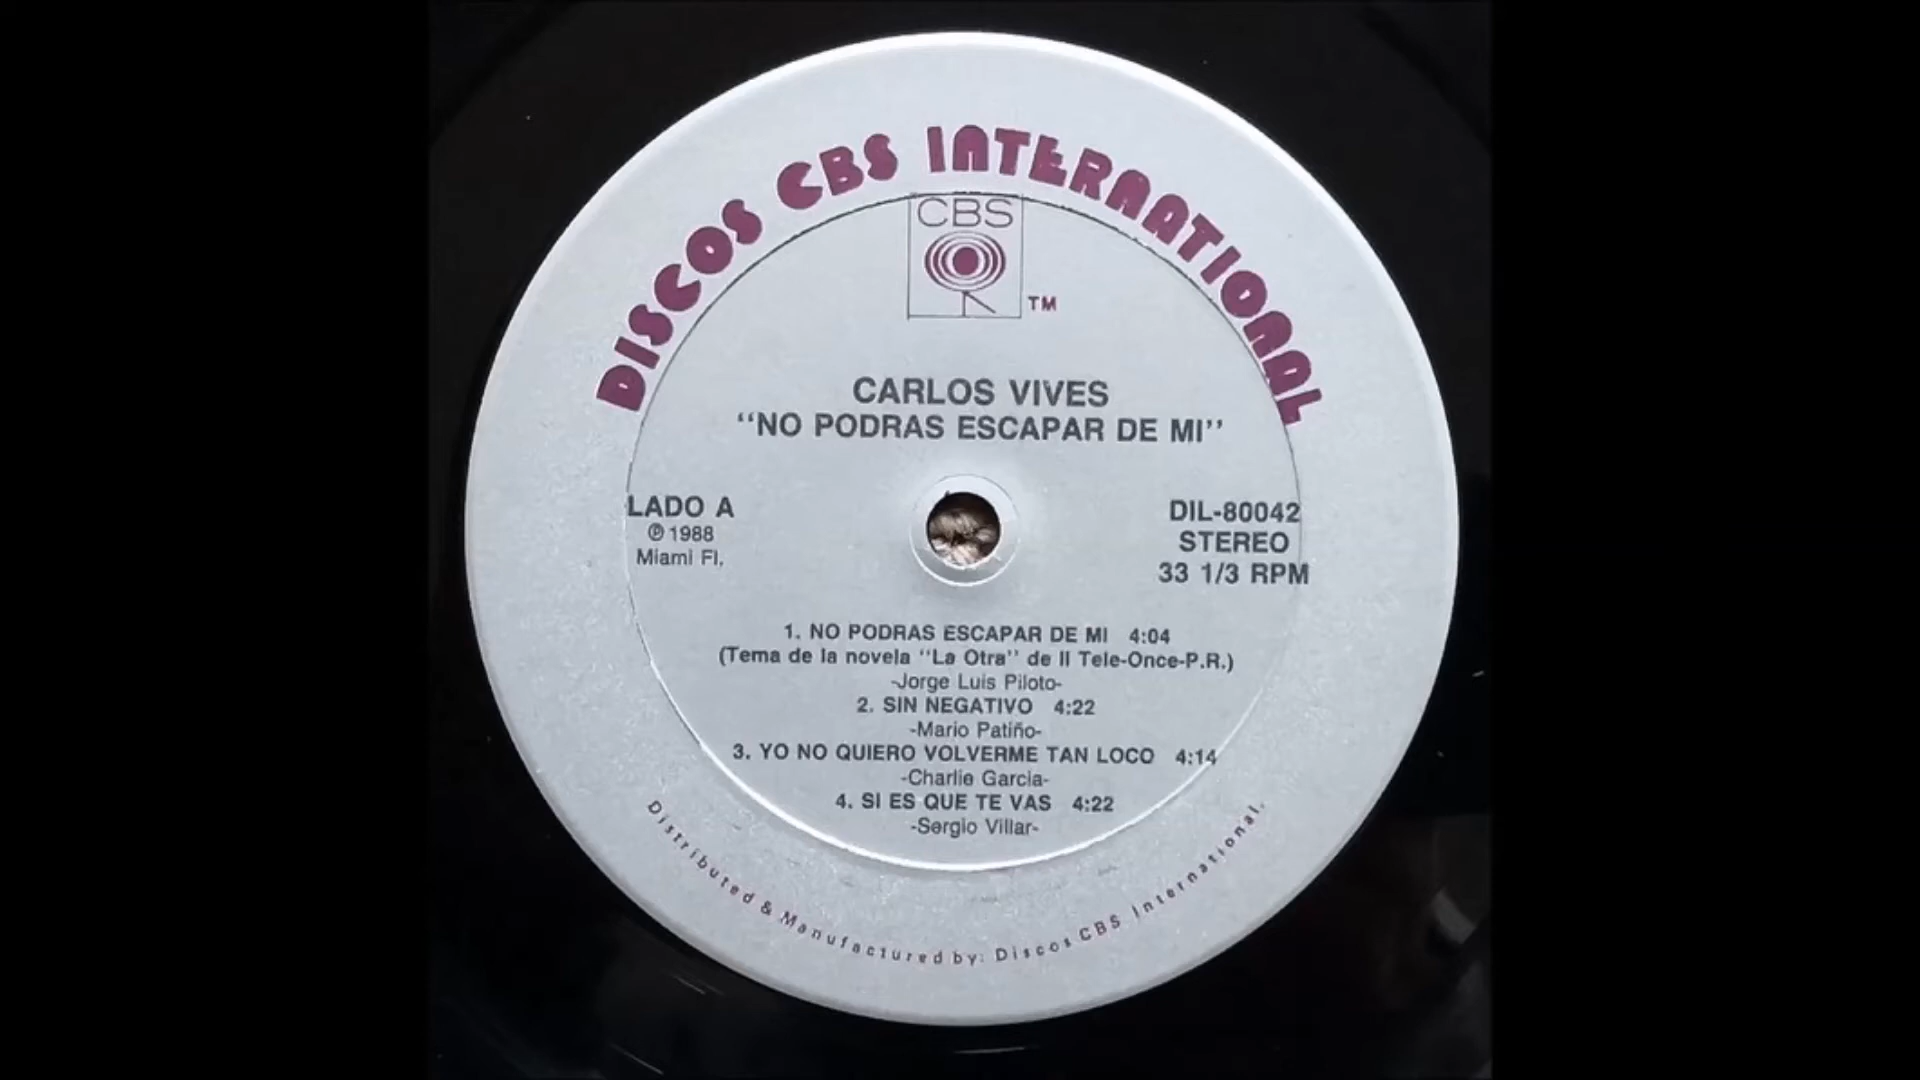 DISCOS CBS INTERNATIONAL
CBS
TM
CARLOS VIVES
"NO PODRAS ESCAPAR DE MI"
LADO A
℗ 1988
Miami Fl.
DIL-80042
STEREO
33 1/3 RPM
1. NO PODRAS ESCAPAR DE MI 4:04
(Tema de la novela "La Otra" de II Tele-Once-P.R.)
-Jorge Luis Piloto-
2. SIN NEGATIVO 4:22
-Mario Patiño-
3. YO NO QUIERO VOLVERME TAN LOCO 4:14
-Charlie Garcia-
4. SI ES QUE TE VAS 4:22
-Sergio Villar-
Distributed & Manufactured by: Discos CBS International.